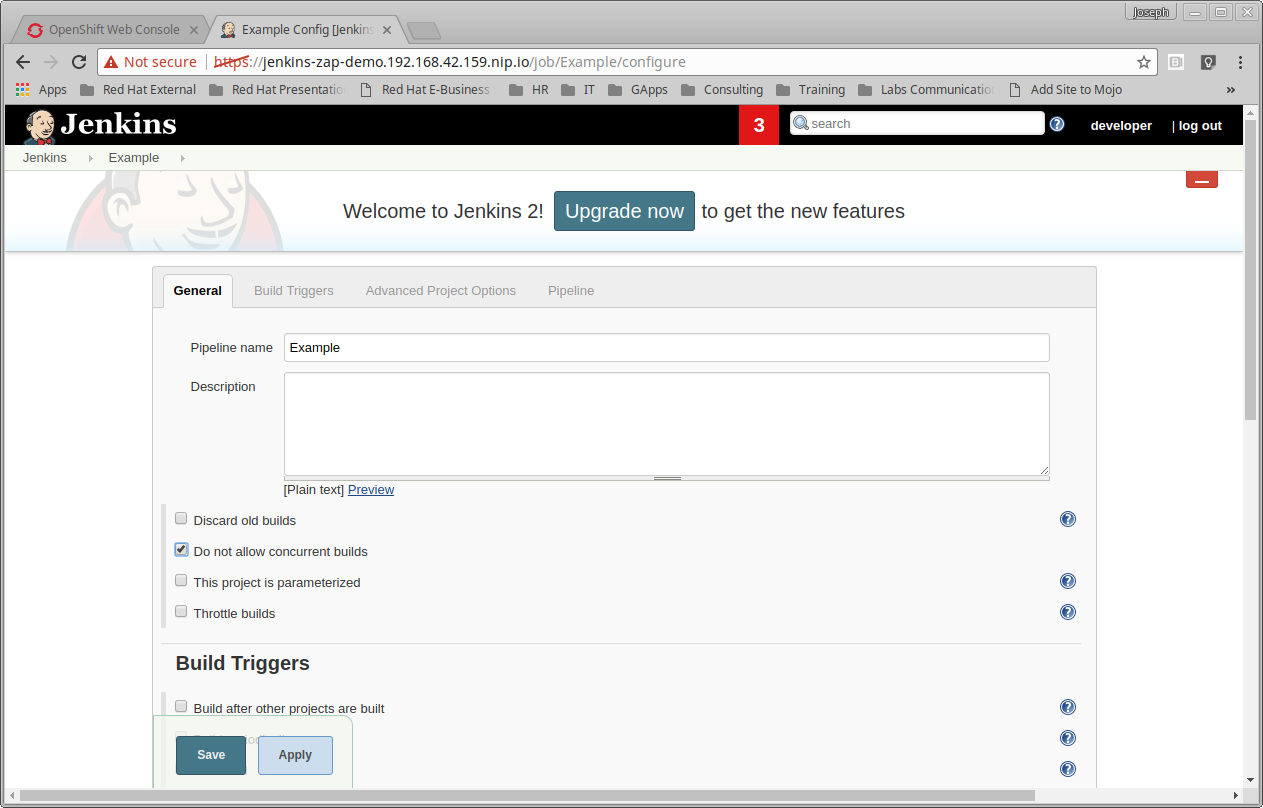 Joseph
OpenShift Web Console
Example Config [Jenkins
Not secure https://jenkins-zap-demo.192.168.42.159.nip.io/job/Example/configure
Apps Red Hat External Red Hat Presentatio Red Hat E-Business HR IT GApps Consulting Training Labs Communicatio Add Site to Mojo »
Jenkins 3 search developer | log out
Jenkins Example
Welcome to Jenkins 2! Upgrade now to get the new features
General Build Triggers Advanced Project Options Pipeline
Pipeline name Example
Description
[Plain text] Preview
Discard old builds
Do not allow concurrent builds
This project is parameterized
Throttle builds
Build Triggers
Build after other projects are built
Save Apply